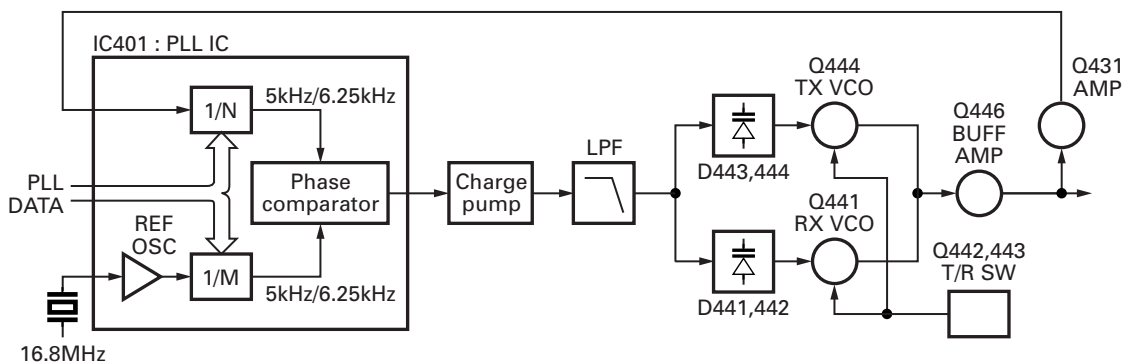 IC401 : PLL IC
1/N
5kHz/6.25kHz
PLL
DATA
REF
OSC
1/M
5kHz/6.25kHz
16.8MHz
Phase
comparator
Charge
pump
LPF
D443,444
D441,442
Q444
TX VCO
Q441
RX VCO
Q446
BUFF
AMP
Q431
AMP
Q442,443
T/R SW